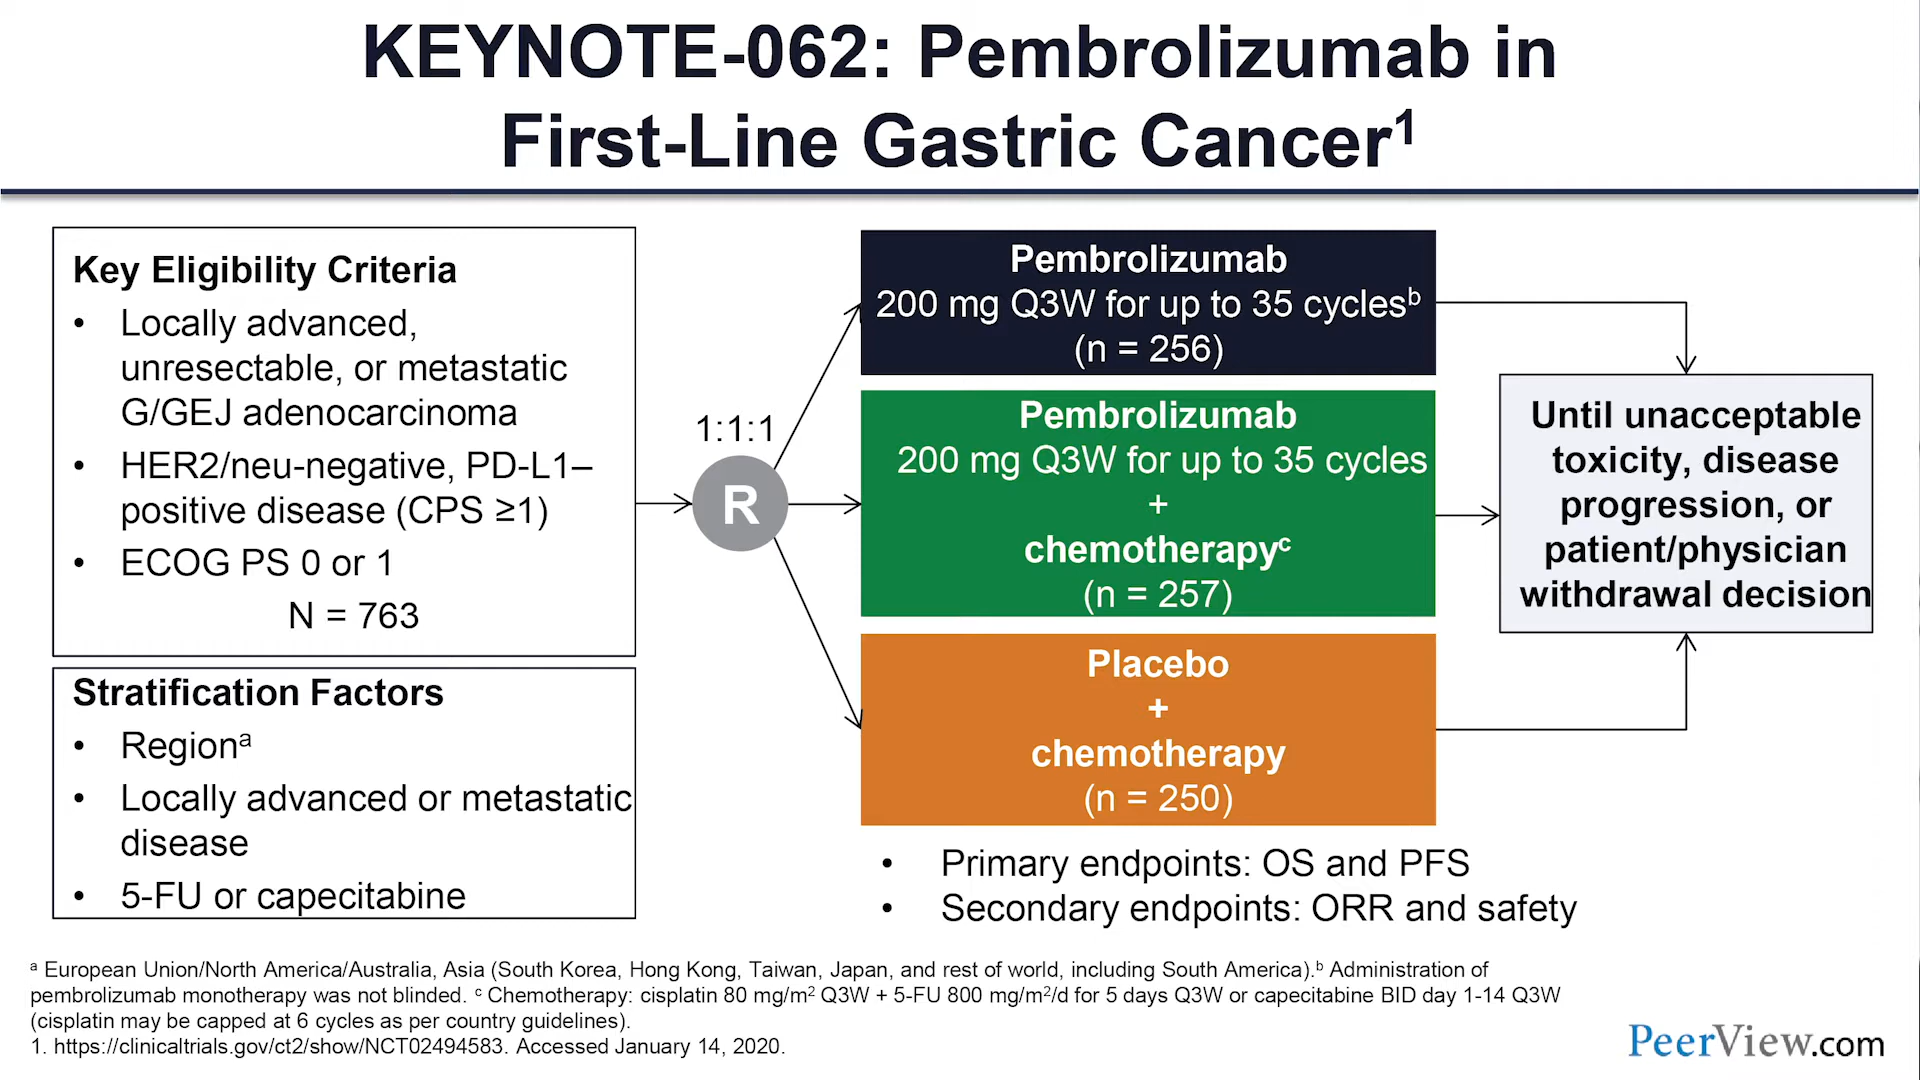 KEYNOTE-062: Pembrolizumab in
First-Line Gastric Cancer¹
Key Eligibility Criteria
• Locally advanced,
unresectable, or metastatic
G/GEJ adenocarcinoma
• HER2/neu-negative, PD-L1–
positive disease (CPS ≥1)
• ECOG PS 0 or 1
N = 763
Stratification Factors
• Regionᵃ
• Locally advanced or metastatic
disease
• 5-FU or capecitabine
1:1:1
R
Pembrolizumab
200 mg Q3W for up to 35 cyclesᵇ
(n = 256)
Pembrolizumab
200 mg Q3W for up to 35 cycles
+
chemotherapyᶜ
(n = 257)
Placebo
+
chemotherapy
(n = 250)
Until unacceptable
toxicity, disease
progression, or
patient/physician
withdrawal decision
• Primary endpoints: OS and PFS
• Secondary endpoints: ORR and safety
ᵃ European Union/North America/Australia, Asia (South Korea, Hong Kong, Taiwan, Japan, and rest of world, including South America).ᵇ Administration of
pembrolizumab monotherapy was not blinded. ᶜ Chemotherapy: cisplatin 80 mg/m² Q3W + 5-FU 800 mg/m²/d for 5 days Q3W or capecitabine BID day 1-14 Q3W
(cisplatin may be capped at 6 cycles as per country guidelines).
1. https://clinicaltrials.gov/ct2/show/NCT02494583. Accessed January 14, 2020.
PeerView.com